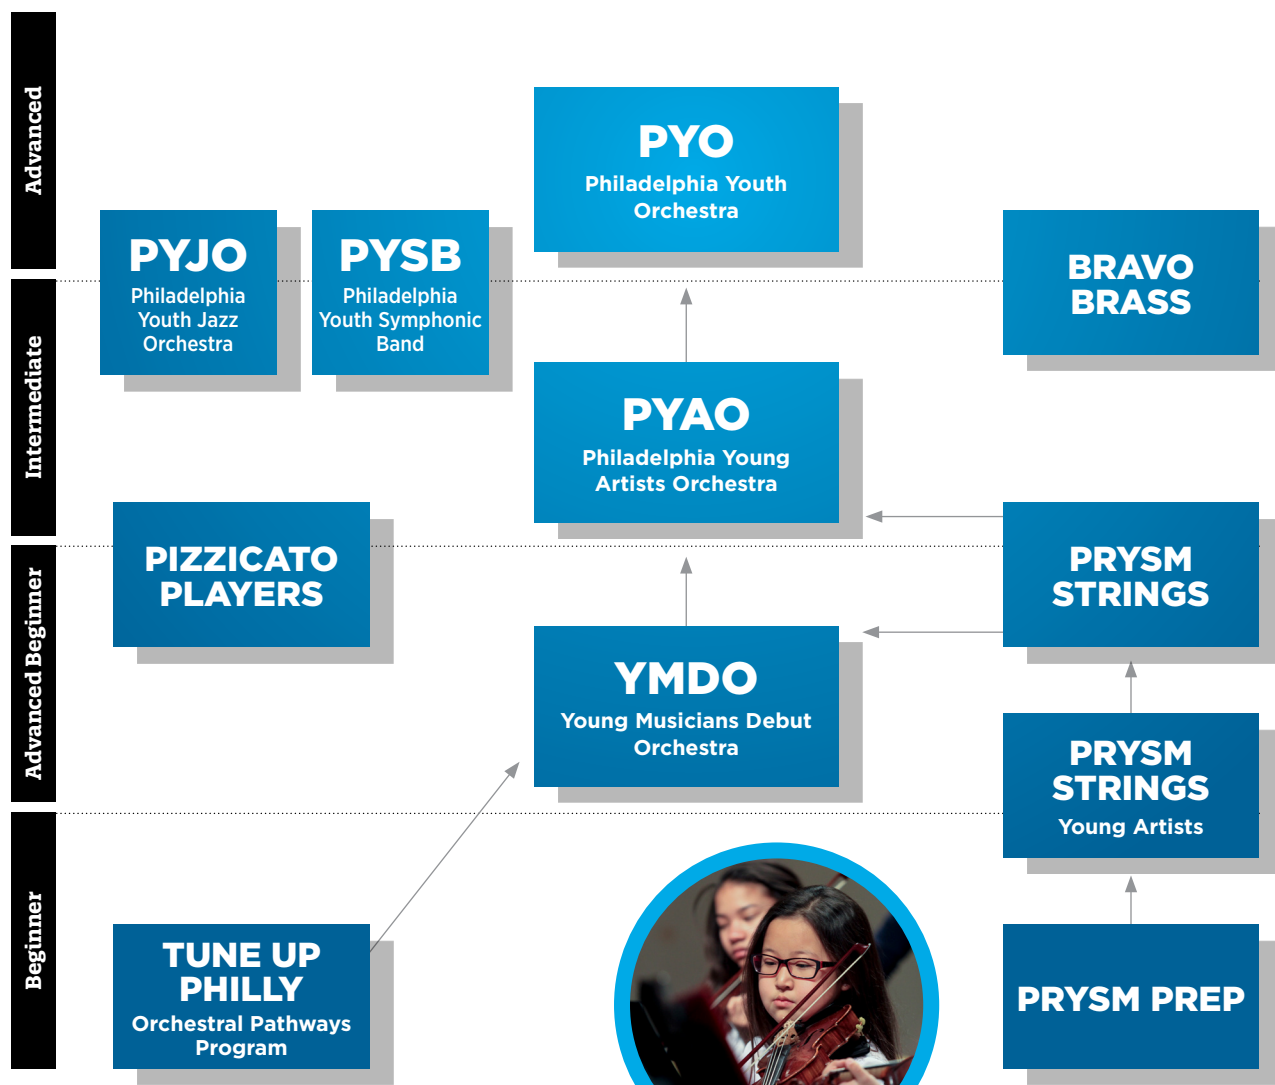 Advanced
PYO
Philadelphia Youth
Orchestra
PYJO
Philadelphia
Youth Jazz
Orchestra
PYSB
Philadelphia
Youth Symphonic
Band
BRAVO
BRASS
Intermediate
PYAO
Philadelphia Young
Artists Orchestra
PIZZICATO
PLAYERS
PRYSM
STRINGS
Advanced Beginner
YMDO
Young Musicians Debut
Orchestra
PRYSM
STRINGS
Young Artists
Beginner
TUNE UP
PHILLY
Orchestral Pathways
Program
PRYSM PREP